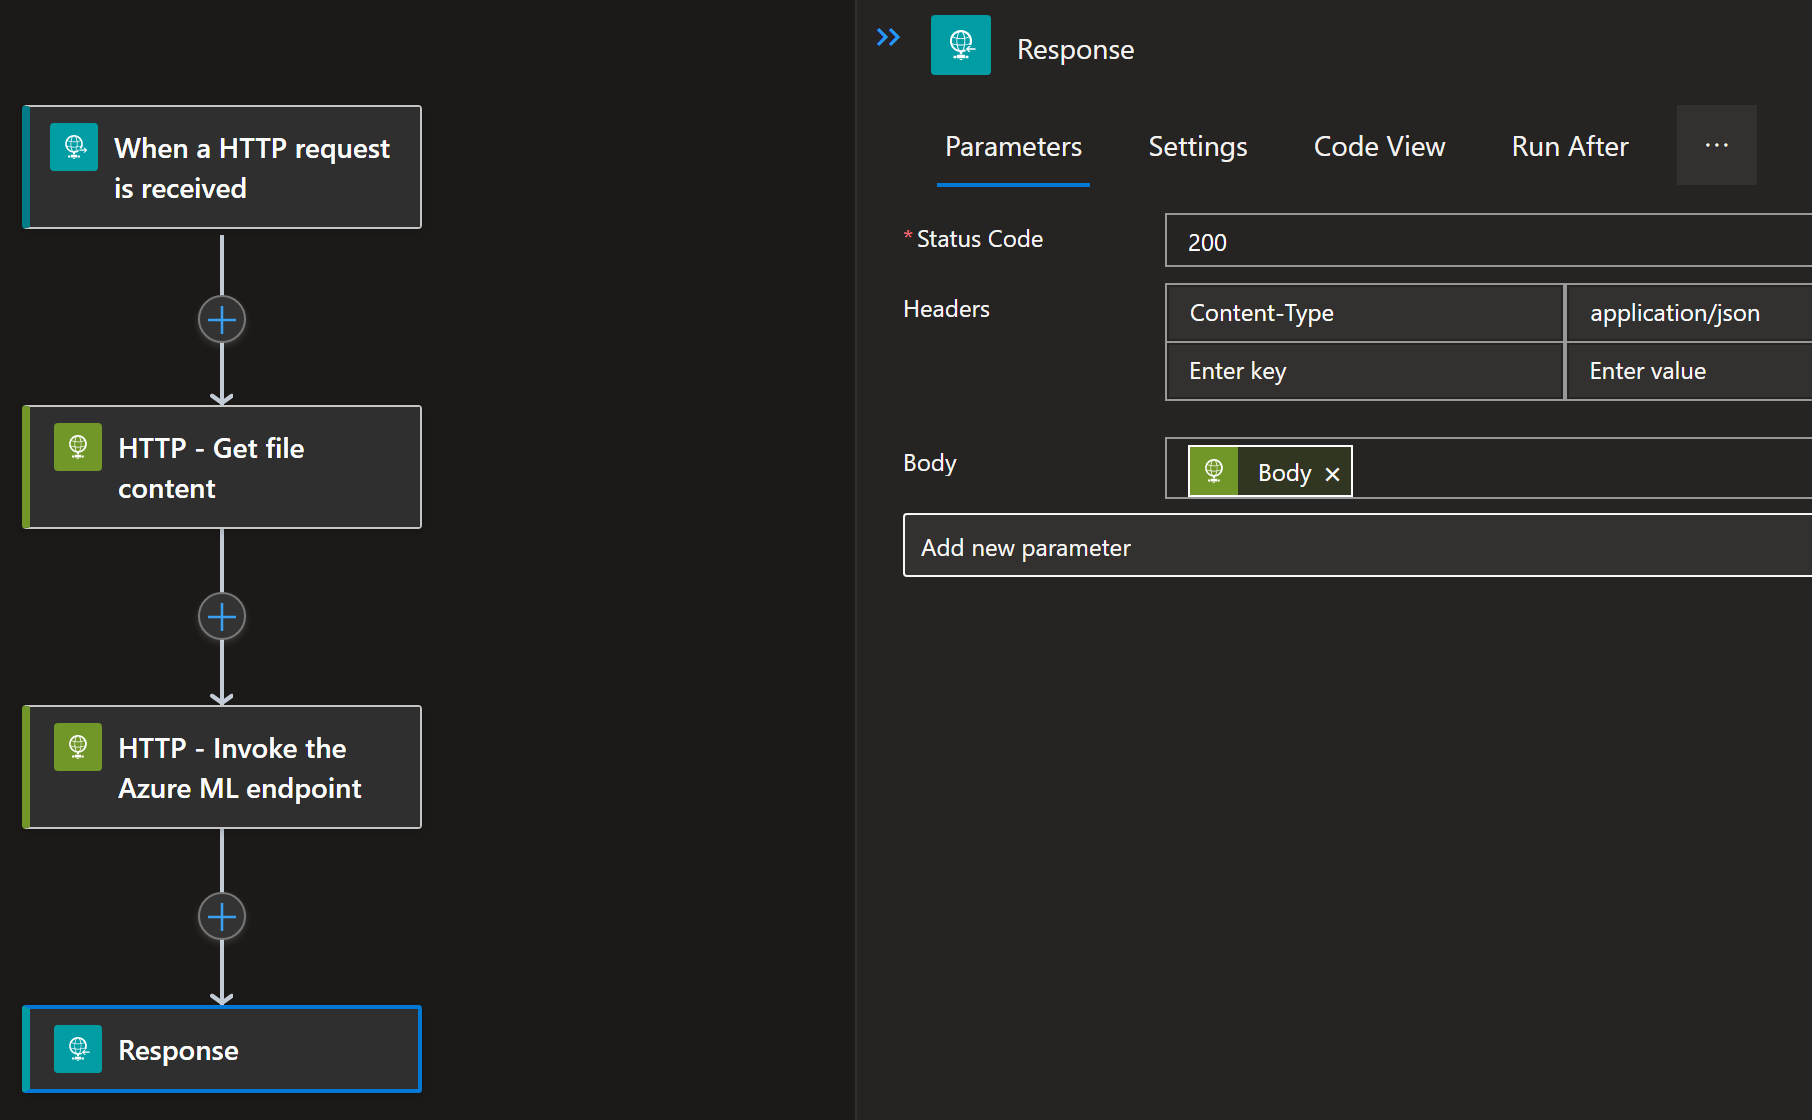 When a HTTP request
is received
HTTP - Get file
content
HTTP - Invoke the
Azure ML endpoint
Response
Response
Parameters Settings Code View Run After ...
* Status Code 200
Headers Content-Type application/json
Enter key Enter value
Body Body ×
Add new parameter